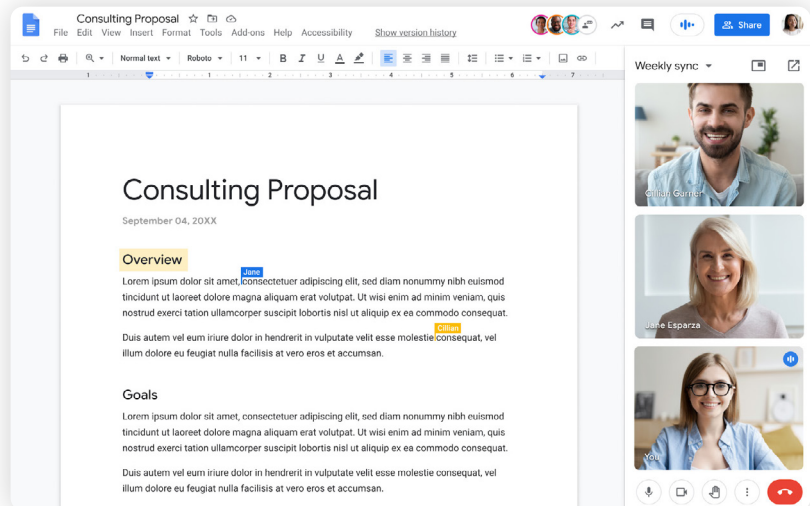 Consulting Proposal
File Edit View Insert Format Tools Add-ons Help Accessibility Show version history
Share
Normal text Roboto 11
1 1 2 3 4 5 6 7
Weekly sync
Cillian Garner
Jane Esparza
You
Consulting Proposal
September 04, 20XX
Overview
Jane
Lorem ipsum dolor sit amet, consectetuer adipiscing elit, sed diam nonummy nibh euismod
tincidunt ut laoreet dolore magna aliquam erat volutpat. Ut wisi enim ad minim veniam, quis
nostrud exerci tation ullamcorper suscipit lobortis nisl ut aliquip ex ea commodo consequat.
Cillian
Duis autem vel eum iriure dolor in hendrerit in vulputate velit esse molestie consequat, vel
illum dolore eu feugiat nulla facilisis at vero eros et accumsan.
Goals
Lorem ipsum dolor sit amet, consectetuer adipiscing elit, sed diam nonummy nibh euismod
tincidunt ut laoreet dolore magna aliquam erat volutpat. Ut wisi enim ad minim veniam, quis
nostrud exerci tation ullamcorper suscipit lobortis nisl ut aliquip ex ea commodo consequat.
Duis autem vel eum iriure dolor in hendrerit in vulputate velit esse molestie consequat, vel
illum dolore eu feugiat nulla facilisis at vero eros et accumsan.